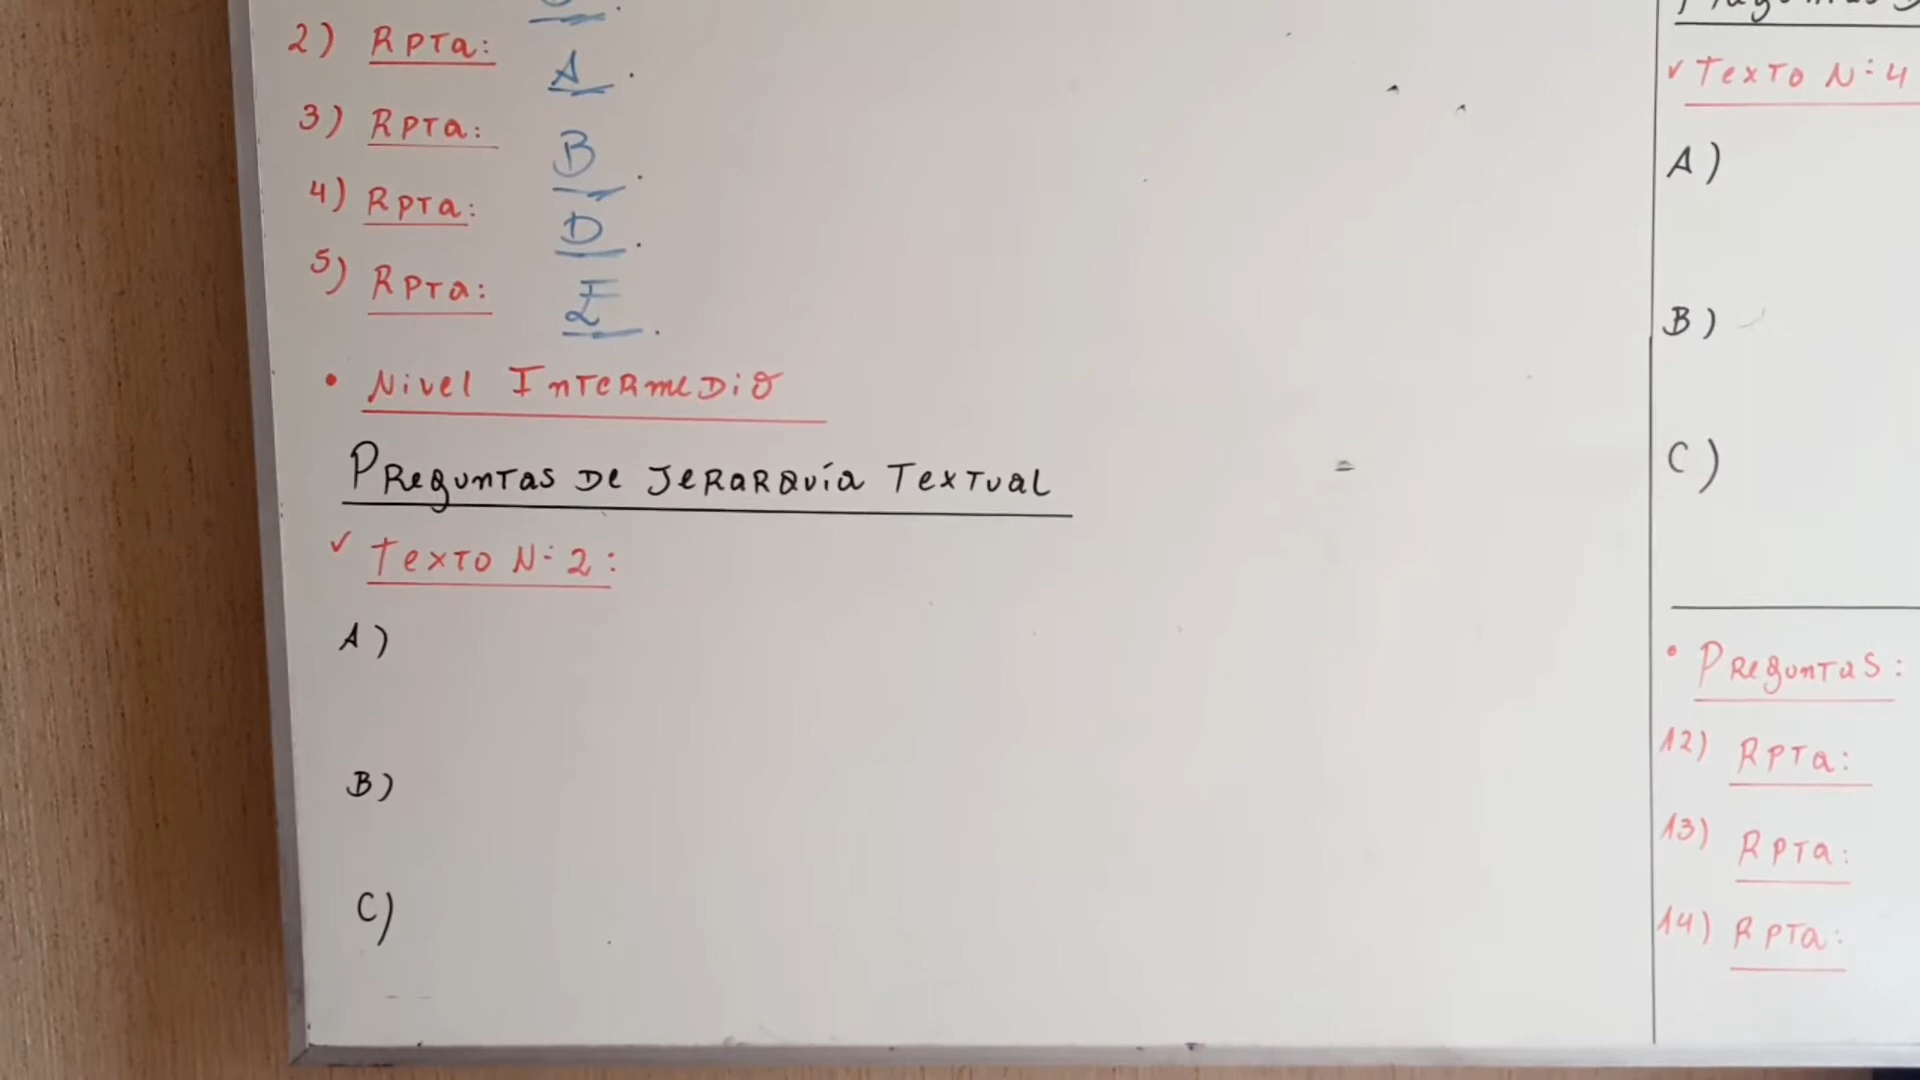 2) Rpta: A.
3) Rpta: B.
4) Rpta: D.
5) Rpta: E.
• Nivel Intermedio
Preguntas de Jerarquía Textual
✓ Texto N:2:
A)
B)
C)
✓ Texto N:4
A)
B)
C)
• Preguntas:
12) Rpta:
13) Rpta:
14) Rpta: